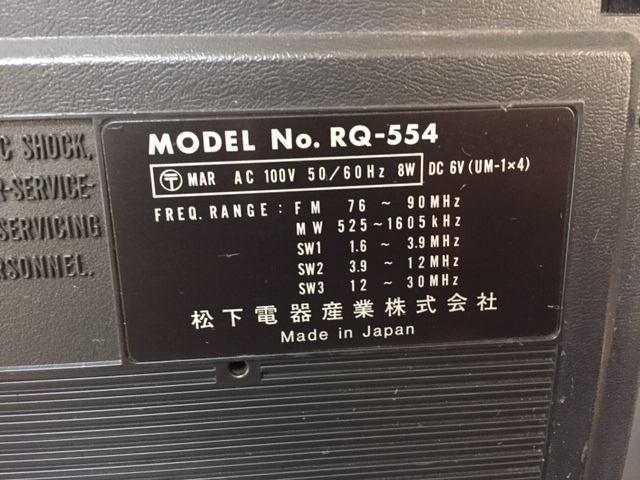 C SHOCK,
R-SERVICE-
SERVICING
RSONNEL.
MODEL No. RQ-554
〶 MAR AC 100V 50/60Hz 8W DC 6V (UM-1×4)
FREQ. RANGE : FM 76 ~ 90MHz
MW 525~1605kHz
SW1 1.6 ~ 3.9MHz
SW2 3.9 ~ 12MHz
SW3 12 ~ 30MHz
松下電器産業株式会社
Made in Japan